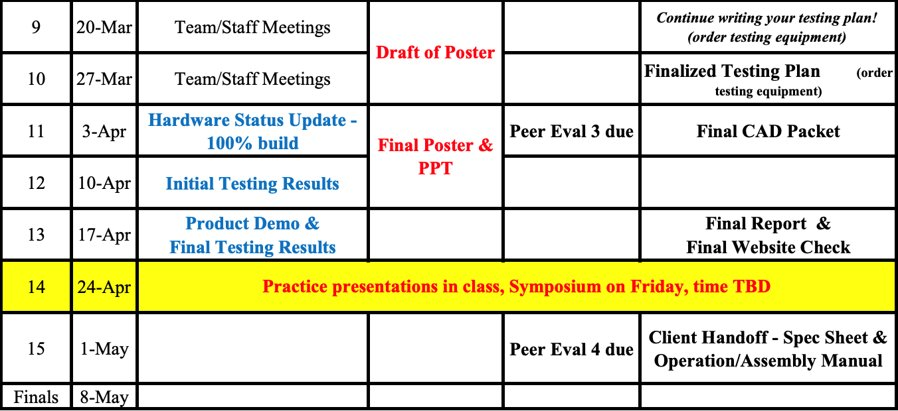 9 20-Mar Team/Staff Meetings Continue writing your testing plan!
(order testing equipment)
Draft of Poster
10 27-Mar Team/Staff Meetings Finalized Testing Plan (order
testing equipment)
11 3-Apr Hardware Status Update -
100% build
Final Poster &
PPT
Peer Eval 3 due Final CAD Packet
12 10-Apr Initial Testing Results
13 17-Apr Product Demo &
Final Testing Results
Final Report &
Final Website Check
14 24-Apr Practice presentations in class, Symposium on Friday, time TBD
15 1-May Peer Eval 4 due Client Handoff - Spec Sheet &
Operation/Assembly Manual
Finals 8-May